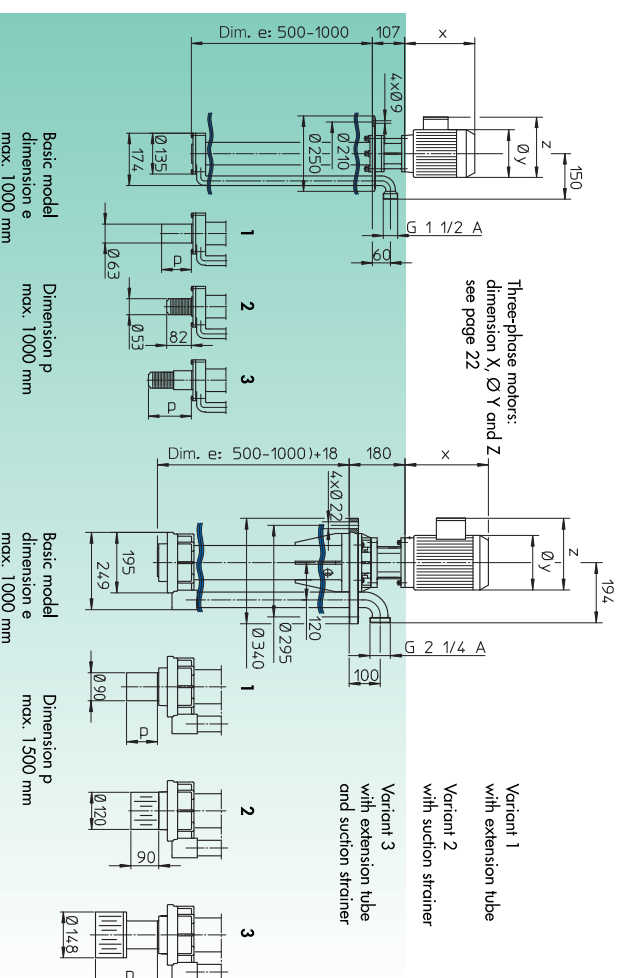 Dim. e: 500-1000
107
x
4xØ9
Ø210
Ø250
Ø135
174
Øy
z
150
G 1 1/2 A
60
Basic model
dimension e
max. 1000 mm
1
Ø63
p
2
Ø53
82
3
p
Dimension p
max. 1000 mm
Three-phase motors:
dimension X, Ø Y and Z
see page 22
Dim. e: 500-1000)+18
180
x
4xØ22
195
249
120
Ø295
Ø340
Øy
z
194
G 2 1/4 A
100
Basic model
dimension e
max. 1000 mm
1
Ø90
p
2
Ø120
90
3
Ø148
p
Dimension p
max. 1500 mm
Variant 1
with extension tube
Variant 2
with suction strainer
Variant 3
with extension tube
and suction strainer